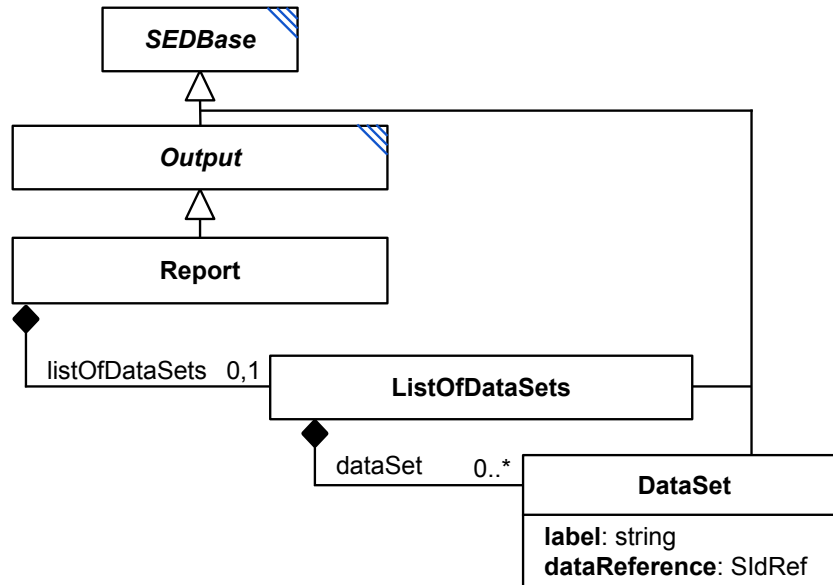 SEDBase
Output
Report
listOfDataSets 0,1
ListOfDataSets
dataSet 0..*
DataSet
label: string
dataReference: SIdRef